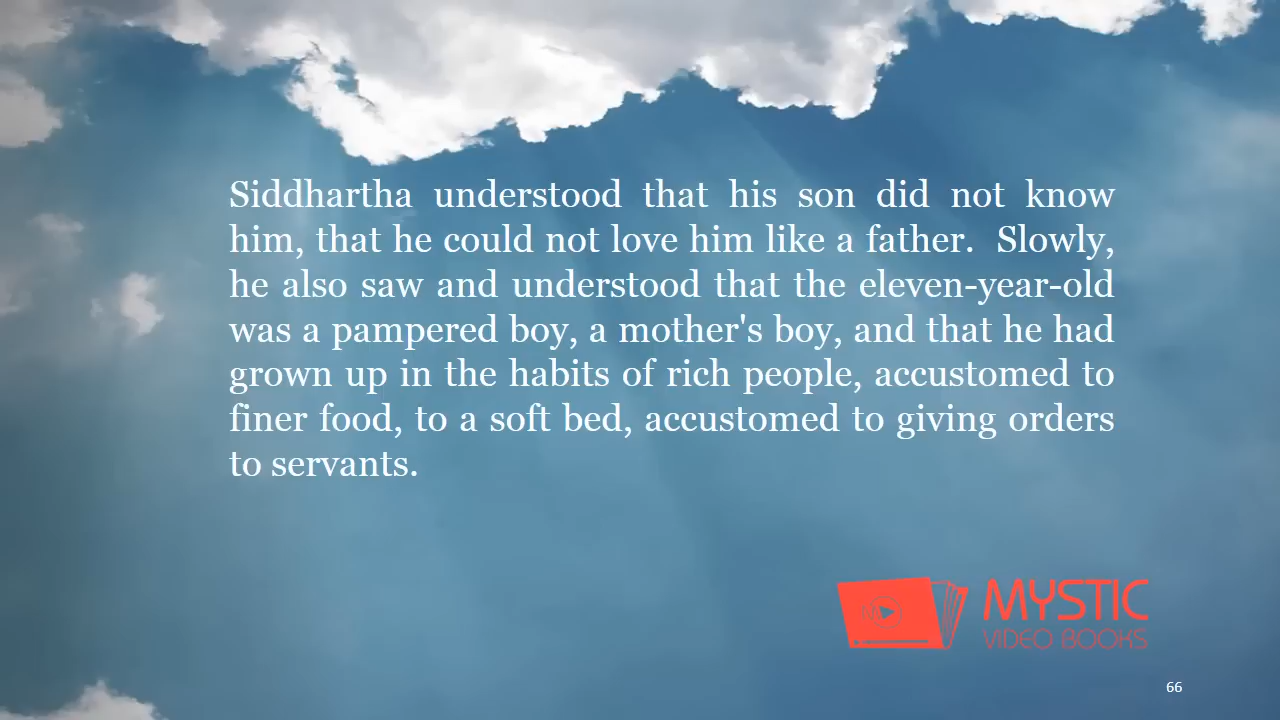 Siddhartha understood that his son did not know
him, that he could not love him like a father.  Slowly,
he also saw and understood that the eleven-year-old
was a pampered boy, a mother's boy, and that he had
grown up in the habits of rich people, accustomed to
finer food, to a soft bed, accustomed to giving orders
to servants.
MYSTIC
VIDEO BOOKS
66